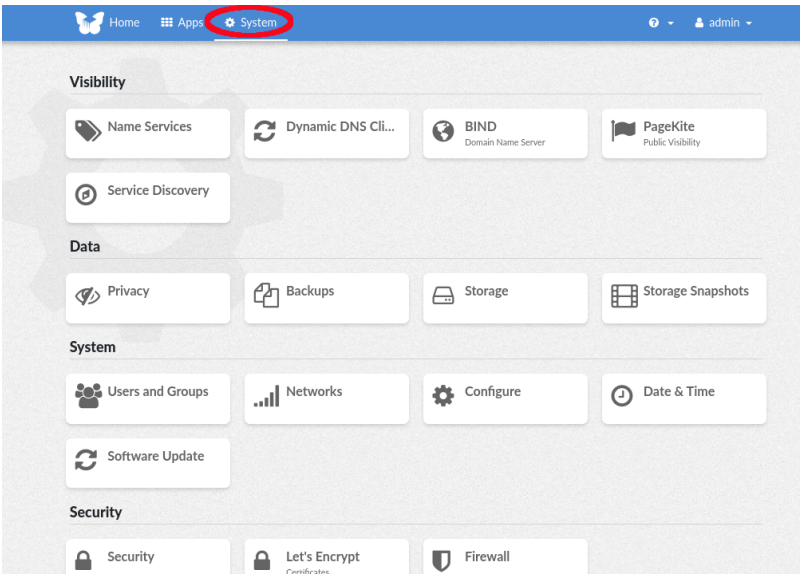 Home Apps System admin
Visibility
Name Services Dynamic DNS Cli... BIND PageKite
Domain Name Server Public Visibility
Service Discovery
Data
Privacy Backups Storage Storage Snapshots
System
Users and Groups Networks Configure Date & Time
Software Update
Security
Security Let's Encrypt Firewall
Certificates